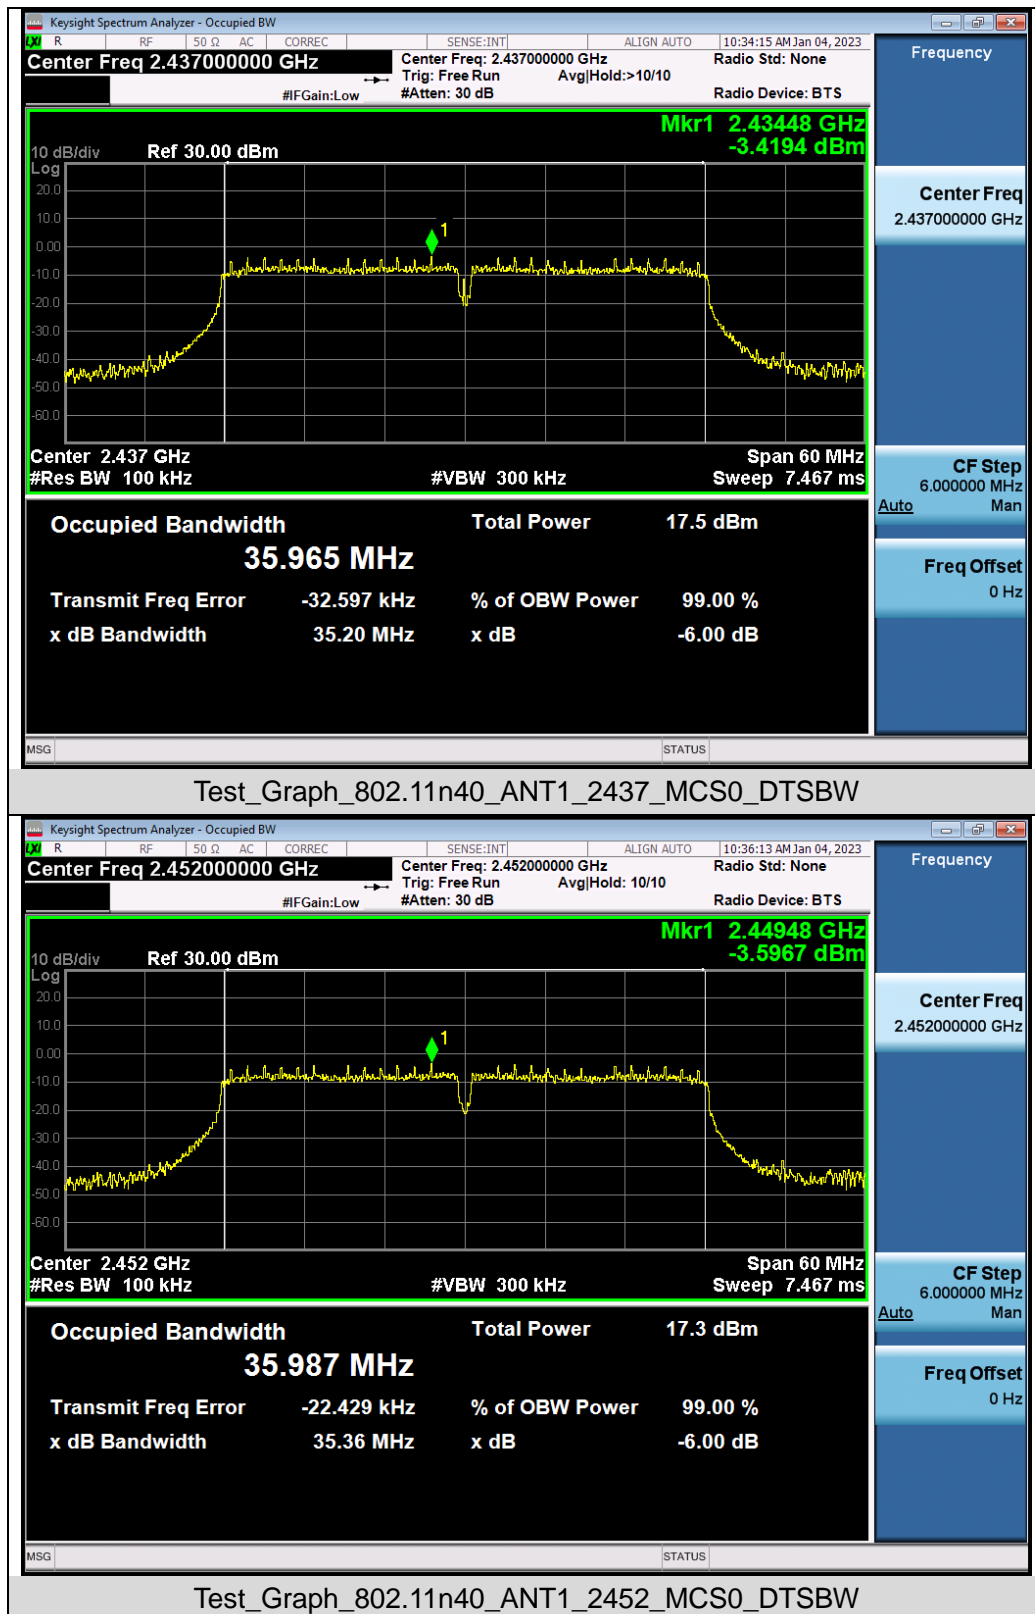 Keysight Spectrum Analyzer - Occupied BW
LXI R RF 50 Ω AC CORREC SENSE:INT ALIGN AUTO 10:34:15 AM Jan 04, 2023
Center Freq 2.437000000 GHz Center Freq: 2.437000000 GHz Radio Std: None
Trig: Free Run Avg|Hold:>10/10
#IFGain:Low #Atten: 30 dB Radio Device: BTS
Frequency
Mkr1 2.43448 GHz
-3.4194 dBm
10 dB/div Ref 30.00 dBm
Log
20.0
10.0
0.00
-10.0
-20.0
-30.0
-40.0
-50.0
-60.0
1
Center 2.437 GHz Span 60 MHz
#Res BW 100 kHz #VBW 300 kHz Sweep 7.467 ms
Center Freq
2.437000000 GHz
CF Step
6.000000 MHz
Auto Man
Freq Offset
0 Hz
Occupied Bandwidth Total Power 17.5 dBm
35.965 MHz
Transmit Freq Error -32.597 kHz % of OBW Power 99.00 %
x dB Bandwidth 35.20 MHz x dB -6.00 dB
MSG STATUS
Test_Graph_802.11n40_ANT1_2437_MCS0_DTSBW
Keysight Spectrum Analyzer - Occupied BW
LXI R RF 50 Ω AC CORREC SENSE:INT ALIGN AUTO 10:36:13 AM Jan 04, 2023
Center Freq 2.452000000 GHz Center Freq: 2.452000000 GHz Radio Std: None
Trig: Free Run Avg|Hold: 10/10
#IFGain:Low #Atten: 30 dB Radio Device: BTS
Frequency
Mkr1 2.44948 GHz
-3.5967 dBm
10 dB/div Ref 30.00 dBm
Log
20.0
10.0
0.00
-10.0
-20.0
-30.0
-40.0
-50.0
-60.0
1
Center 2.452 GHz Span 60 MHz
#Res BW 100 kHz #VBW 300 kHz Sweep 7.467 ms
Center Freq
2.452000000 GHz
CF Step
6.000000 MHz
Auto Man
Freq Offset
0 Hz
Occupied Bandwidth Total Power 17.3 dBm
35.987 MHz
Transmit Freq Error -22.429 kHz % of OBW Power 99.00 %
x dB Bandwidth 35.36 MHz x dB -6.00 dB
MSG STATUS
Test_Graph_802.11n40_ANT1_2452_MCS0_DTSBW